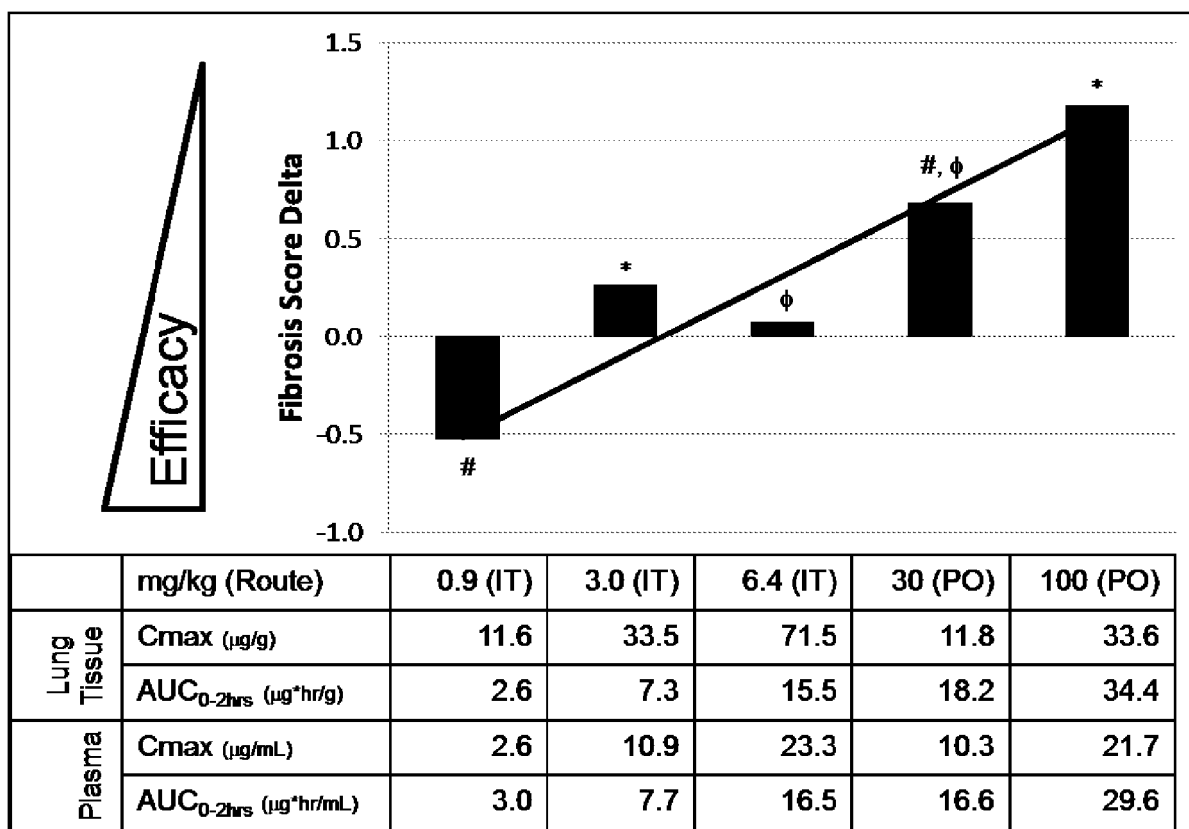 Efficacy
Fibrosis Score Delta
1.5
1.0
0.5
0.0
-0.5
-1.0
#
*
ϕ
#, ϕ
*
mg/kg (Route) 0.9 (IT) 3.0 (IT) 6.4 (IT) 30 (PO) 100 (PO)
Lung
Tissue
Cmax (µg/g) 11.6 33.5 71.5 11.8 33.6
AUC0-2hrs (µg*hr/g) 2.6 7.3 15.5 18.2 34.4
Plasma
Cmax (µg/mL) 2.6 10.9 23.3 10.3 21.7
AUC0-2hrs (µg*hr/mL) 3.0 7.7 16.5 16.6 29.6